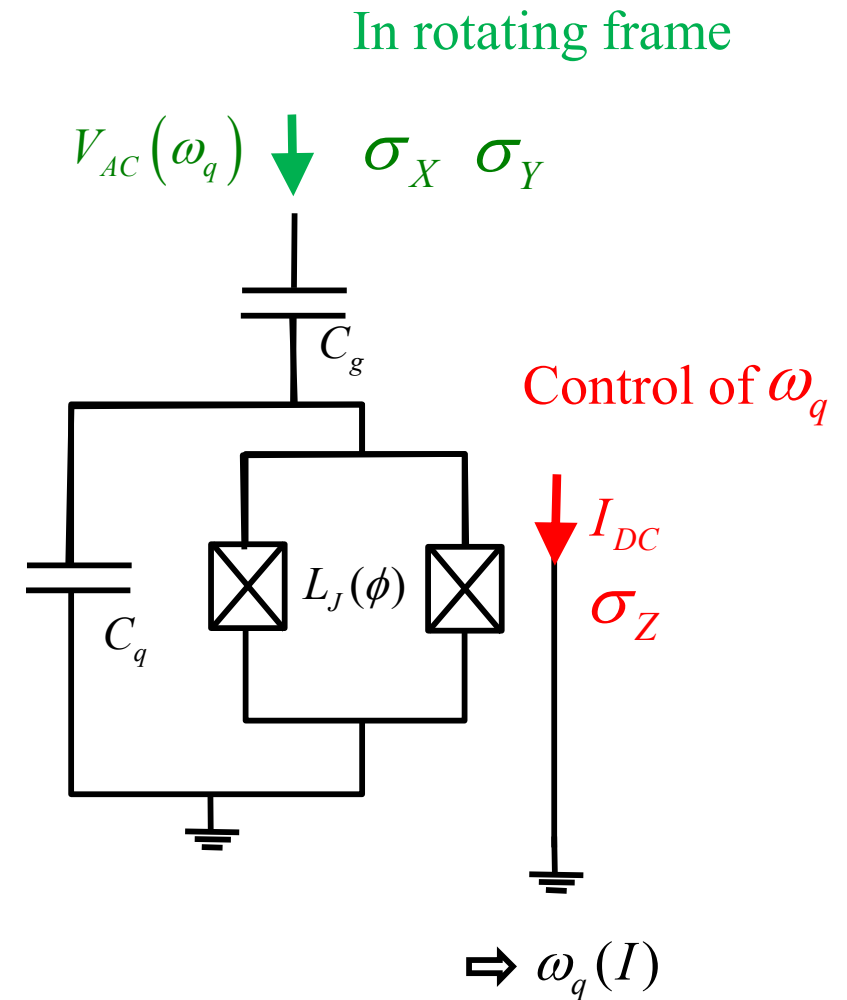 In rotating frame
V_AC(ω_q) σ_X σ_Y
C_g
Control of ω_q
I_DC
L_J(ϕ)
σ_Z
C_q
⇨ ω_q(I)